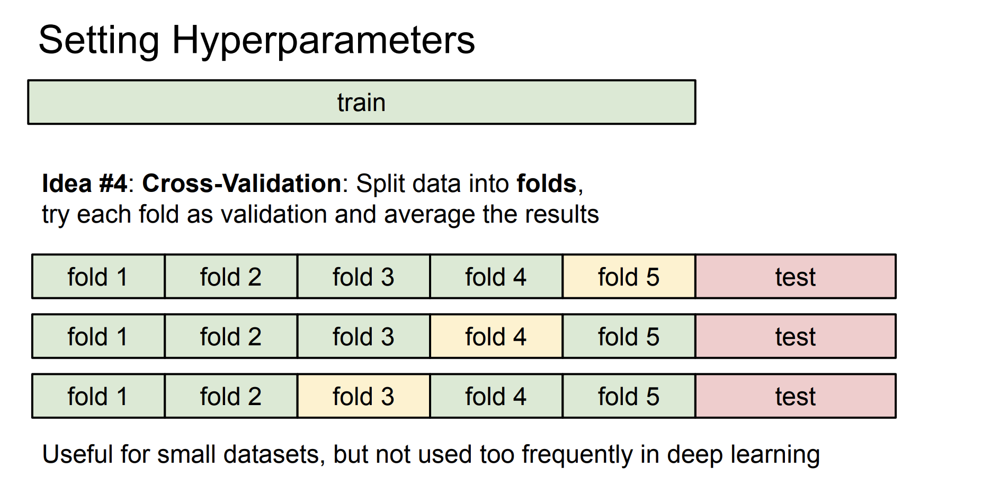 Setting Hyperparameters
train
Idea #4: Cross-Validation: Split data into folds,
try each fold as validation and average the results
fold 1 fold 2 fold 3 fold 4 fold 5 test
fold 1 fold 2 fold 3 fold 4 fold 5 test
fold 1 fold 2 fold 3 fold 4 fold 5 test
Useful for small datasets, but not used too frequently in deep learning